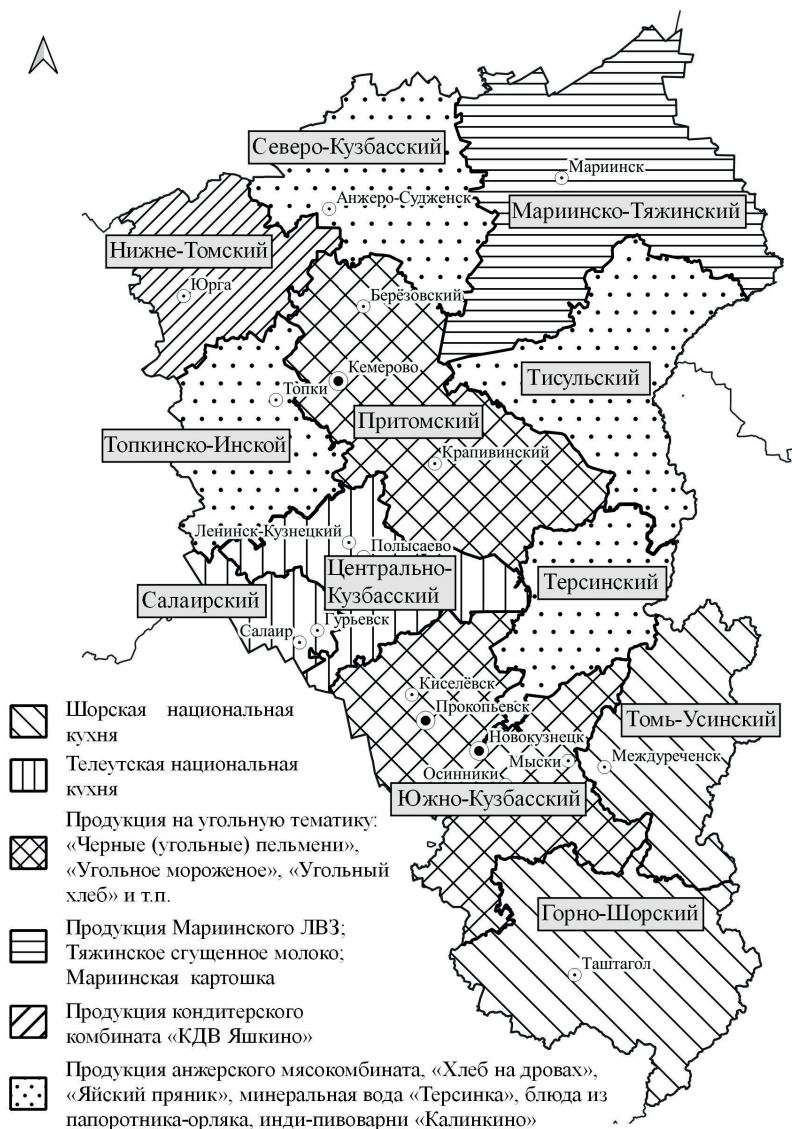 Северо-Кузбасский
Мариинск
Анжеро-Судженск
Мариинско-Тяжинский
Нижне-Томский
Юрга
Берёзовский
Кемерово
Тисульский
Топки
Притомский
Топкинско-Инской
Крапивинский
Ленинск-Кузнецкий
Полысаево
Центрально-
Кузбасский
Терсинский
Салаирский
Гурьевск
Салаир
Киселёвск
Прокопьевск
Томь-Усинский
Новокузнецк
Мыски
Междуреченск
Осинники
Южно-Кузбасский
Горно-Шорский
Таштагол
Шорская национальная
кухня
Телеутская национальная
кухня
Продукция на угольную тематику:
«Черные (угольные) пельмени»,
«Угольное мороженое», «Угольный
хлеб» и т.п.
Продукция Мариинского ЛВЗ;
Тяжинское сгущенное молоко;
Мариинская картошка
Продукция кондитерского
комбината «КДВ Яшкино»
Продукция анжерского мясокомбината, «Хлеб на дровах»,
«Яйский пряник», минеральная вода «Терсинка», блюда из
папоротника-орляка, инди-пивоварни «Калинкино»